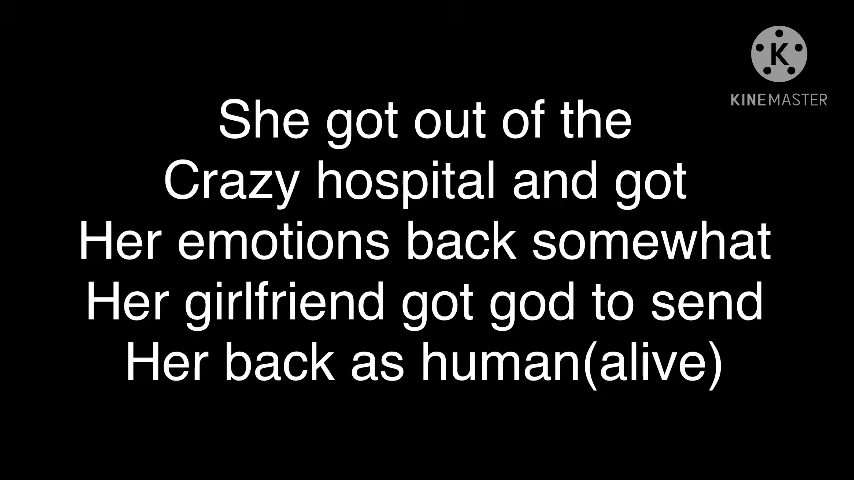 K
KINEMASTER
She got out of the
Crazy hospital and got
Her emotions back somewhat
Her girlfriend got god to send
Her back as human(alive)